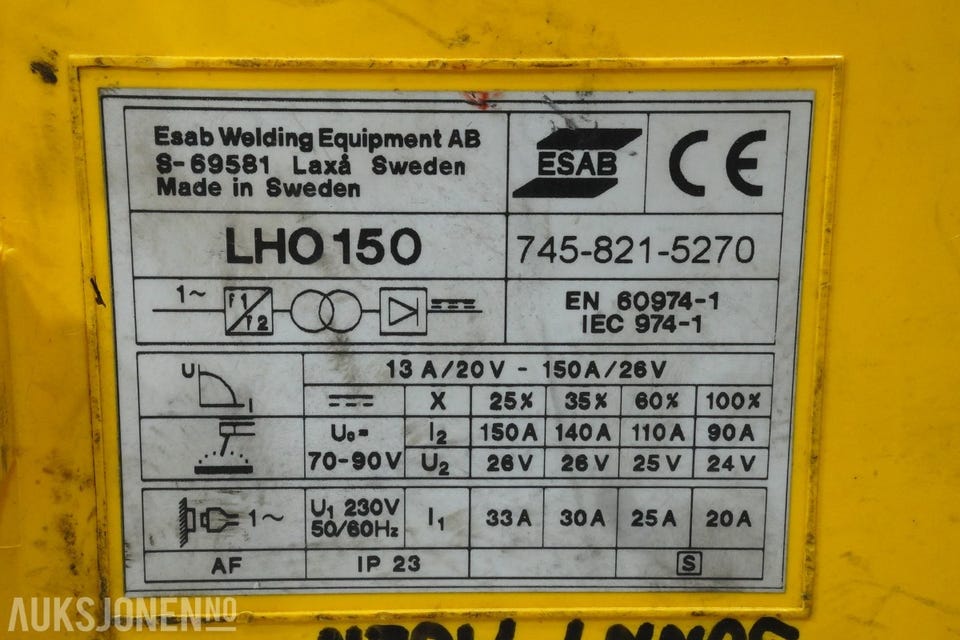 Esab Welding Equipment AB
S-69581 Laxå Sweden
Made in Sweden
ESAB
CE
LHO 150
745-821-5270
1~ f1 f2
EN 60974-1
IEC 974-1
U I
13 A/20 V - 150A/26V
X 25% 35% 60% 100%
U₀= I₂ 150A 140A 110A 90A
70-90V U₂ 26V 26V 25V 24V
1~ U₁ 230V 50/60Hz I₁ 33A 30A 25A 20A
AF IP 23 S
AUKSJONEN.NO